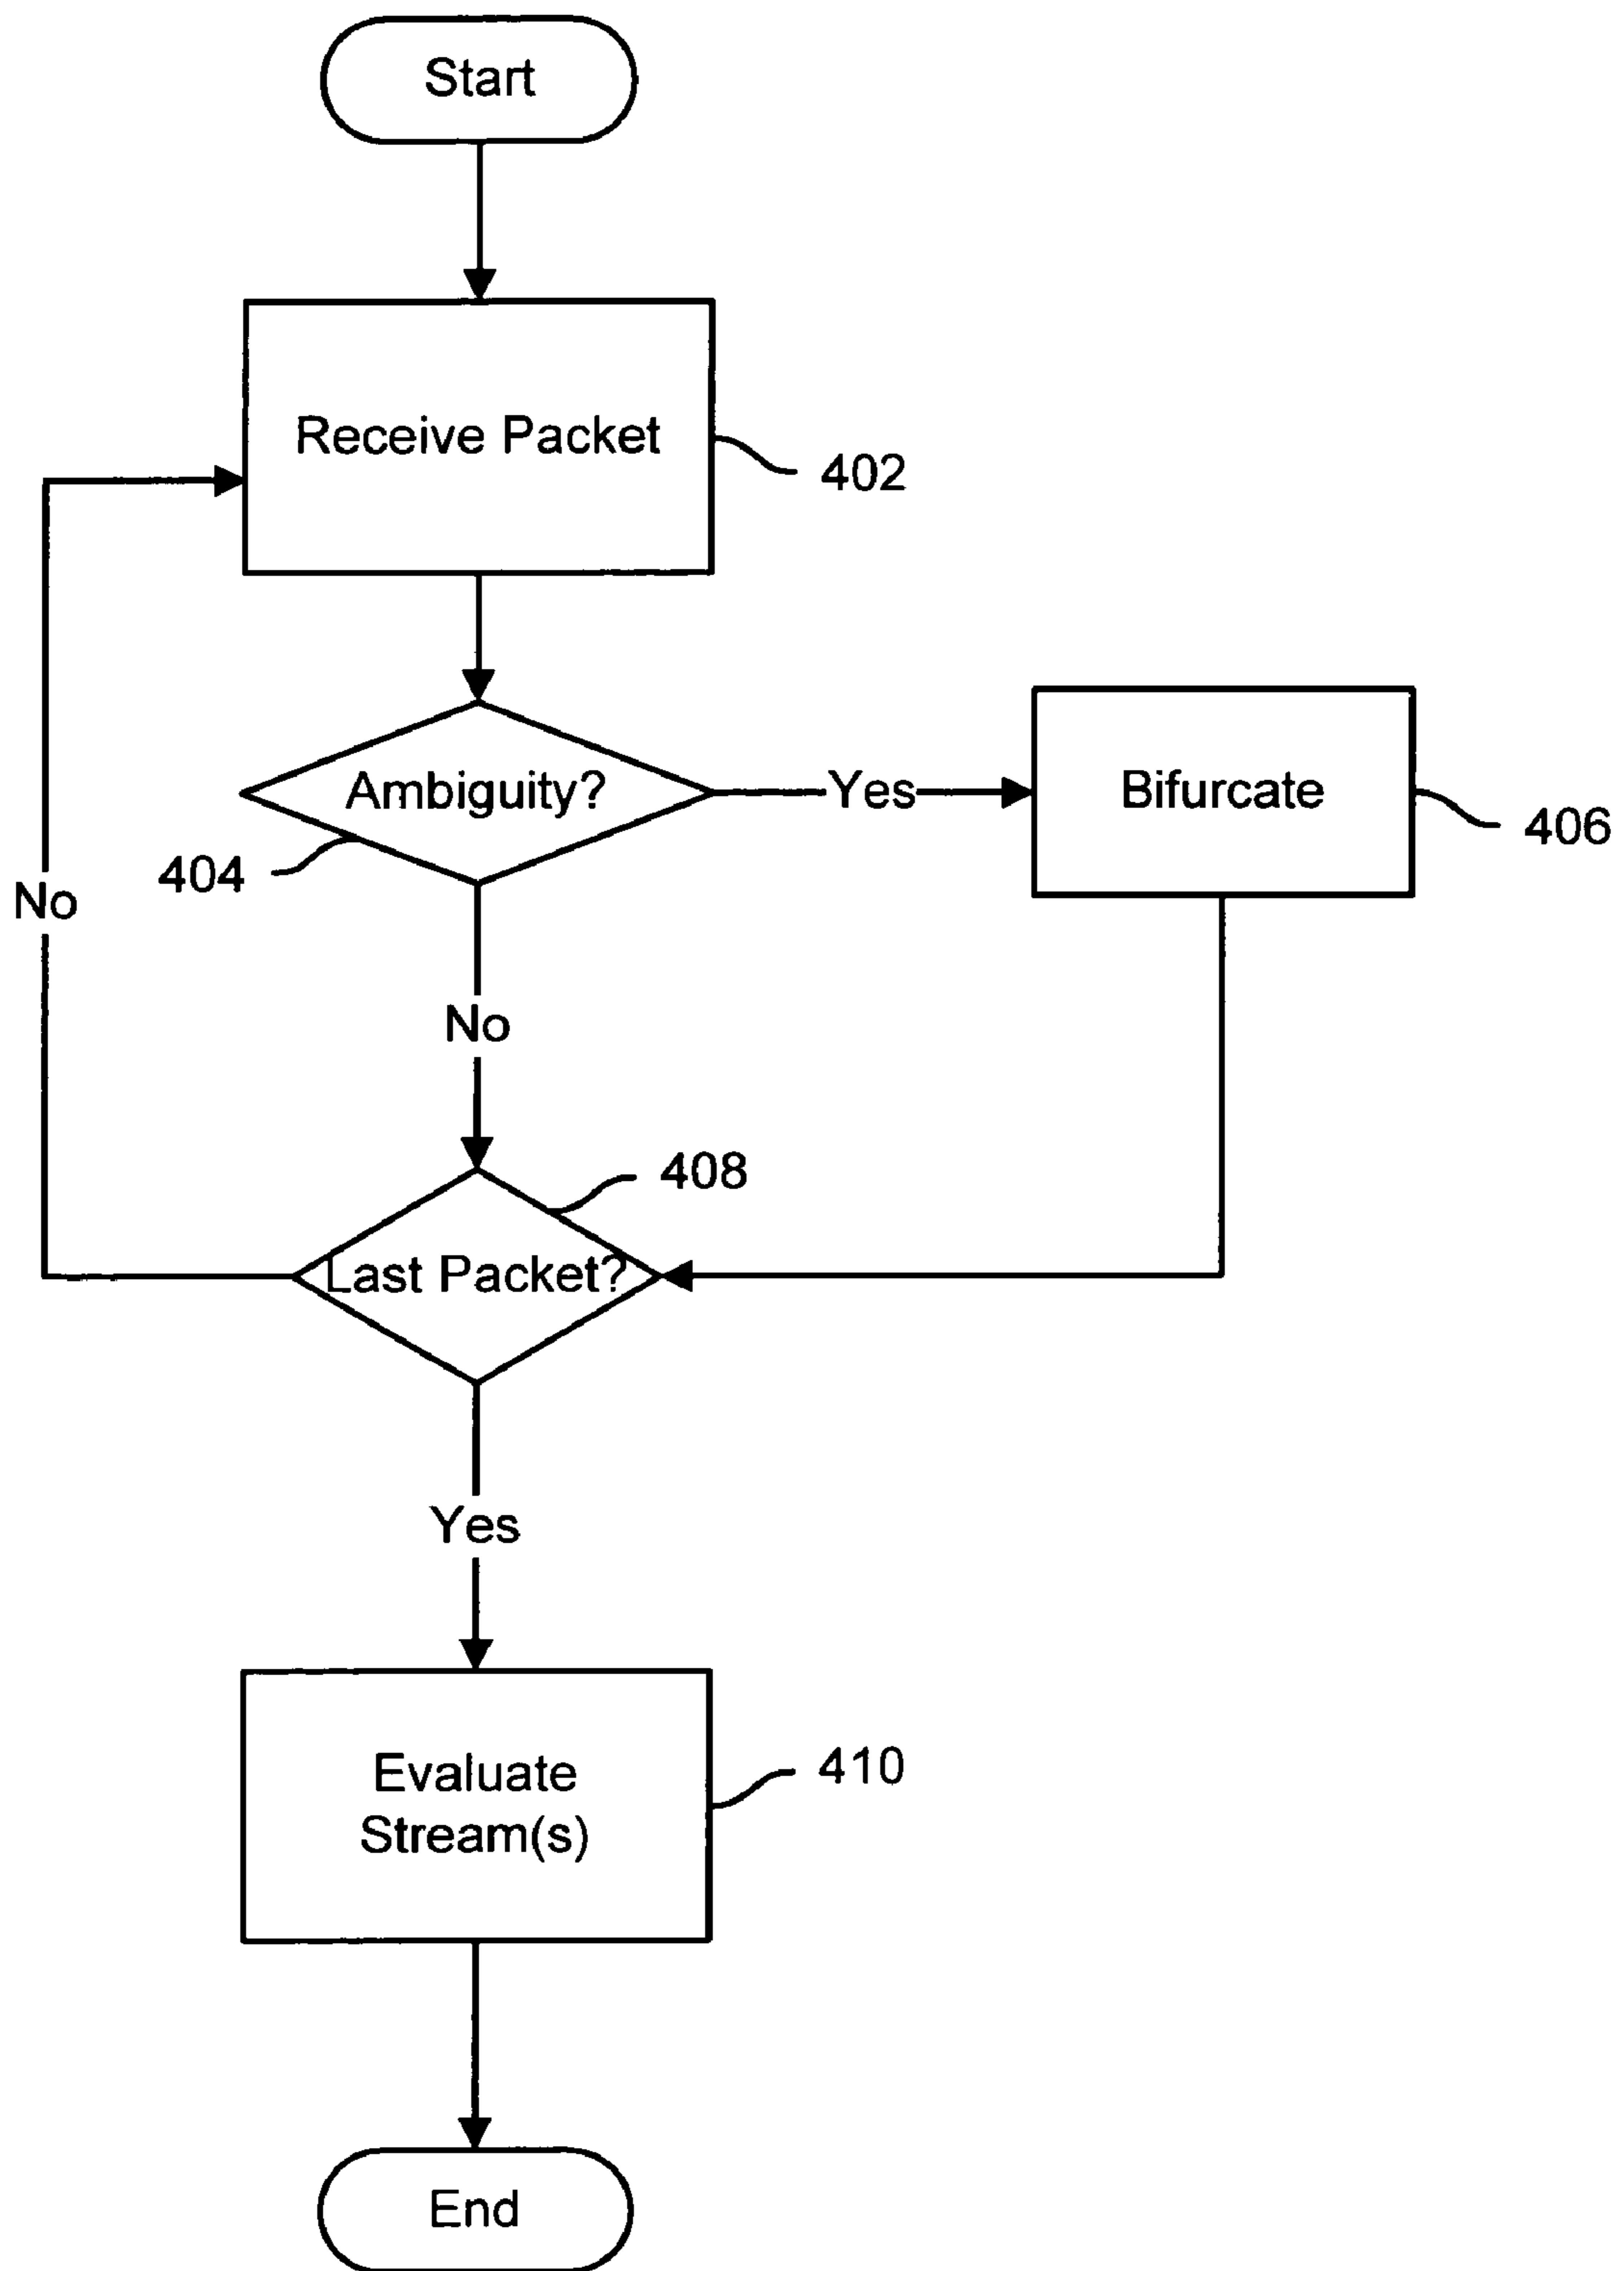 Start
Receive Packet
402
Ambiguity?
Yes
Bifurcate
406
404
No
No
408
Last Packet?
Yes
Evaluate
Stream(s)
410
End